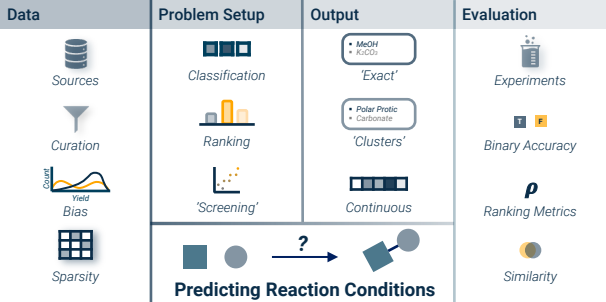 Data
Problem Setup
Output
Evaluation
Sources
Curation
Count
Yield
Bias
Sparsity
Classification
Ranking
'Screening'
• MeOH
• K₂CO₃
'Exact'
• Polar Protic
• Carbonate
'Clusters'
Continuous
Experiments
T F
Binary Accuracy
ρ
Ranking Metrics
Similarity
?
Predicting Reaction Conditions